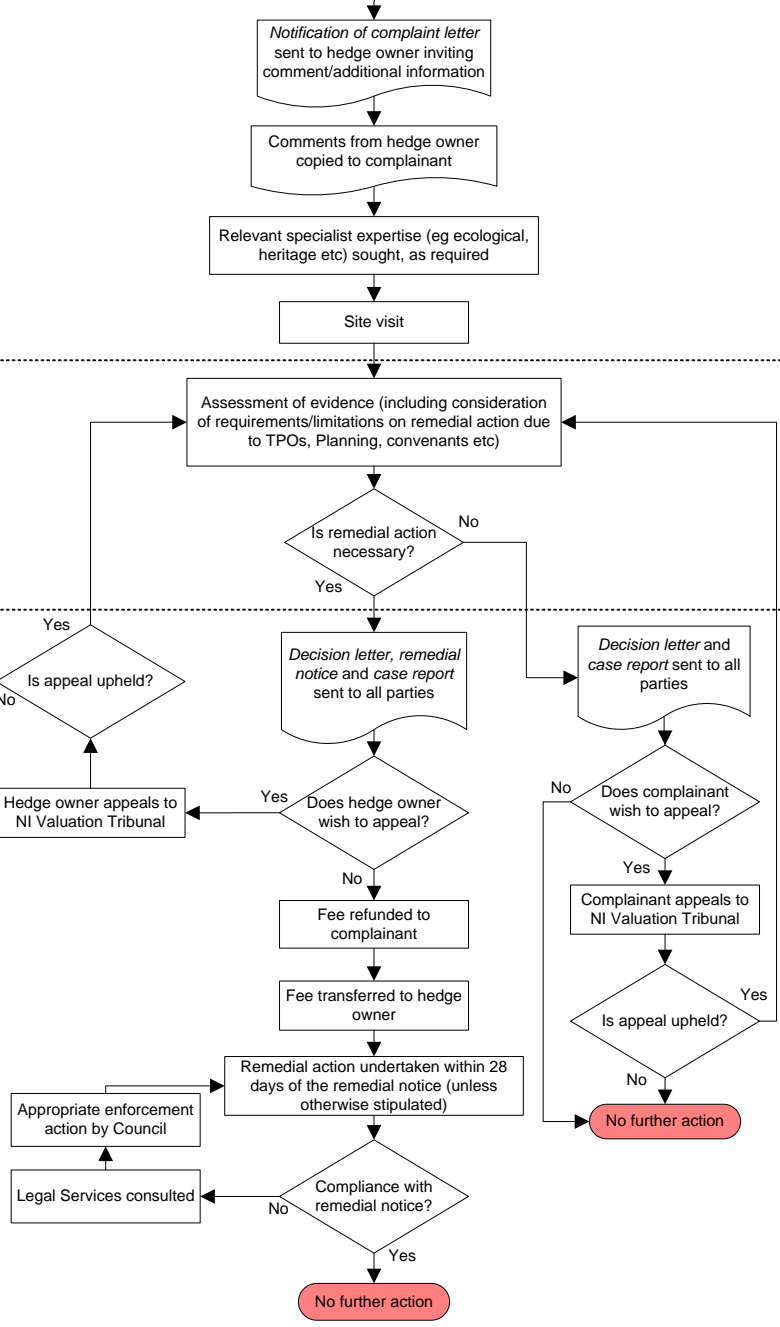 Notification of complaint letter
sent to hedge owner inviting
comment/additional information
Comments from hedge owner
copied to complainant
Relevant specialist expertise (eg ecological,
heritage etc) sought, as required
Site visit
Assessment of evidence (including consideration
of requirements/limitations on remedial action due
to TPOs, Planning, convenants etc)
Is remedial action
necessary?
No
Yes
Yes
Is appeal upheld?
No
Decision letter, remedial
notice and case report
sent to all parties
Decision letter and
case report sent to all
parties
Hedge owner appeals to
NI Valuation Tribunal
Yes
Does hedge owner
wish to appeal?
No
No
Does complainant
wish to appeal?
Yes
Fee refunded to
complainant
Complainant appeals to
NI Valuation Tribunal
Fee transferred to hedge
owner
Is appeal upheld?
Yes
No
Remedial action undertaken within 28
days of the remedial notice (unless
otherwise stipulated)
No further action
Appropriate enforcement
action by Council
Legal Services consulted
No
Compliance with
remedial notice?
Yes
No further action